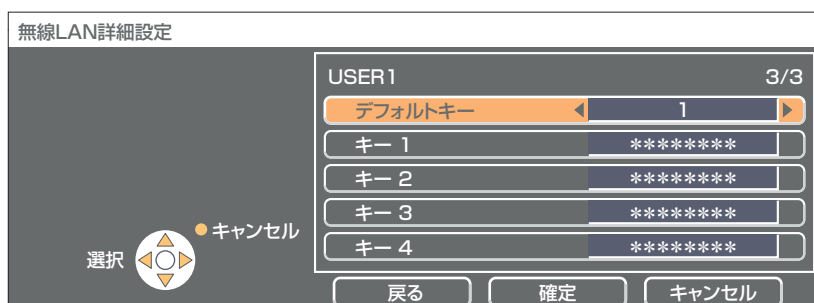 無線LAN詳細設定
USER1 3/3
デフォルトキー 1
キー 1 ********
キー 2 ********
キー 3 ********
キー 4 ********
キャンセル
選択
戻る 確定 キャンセル